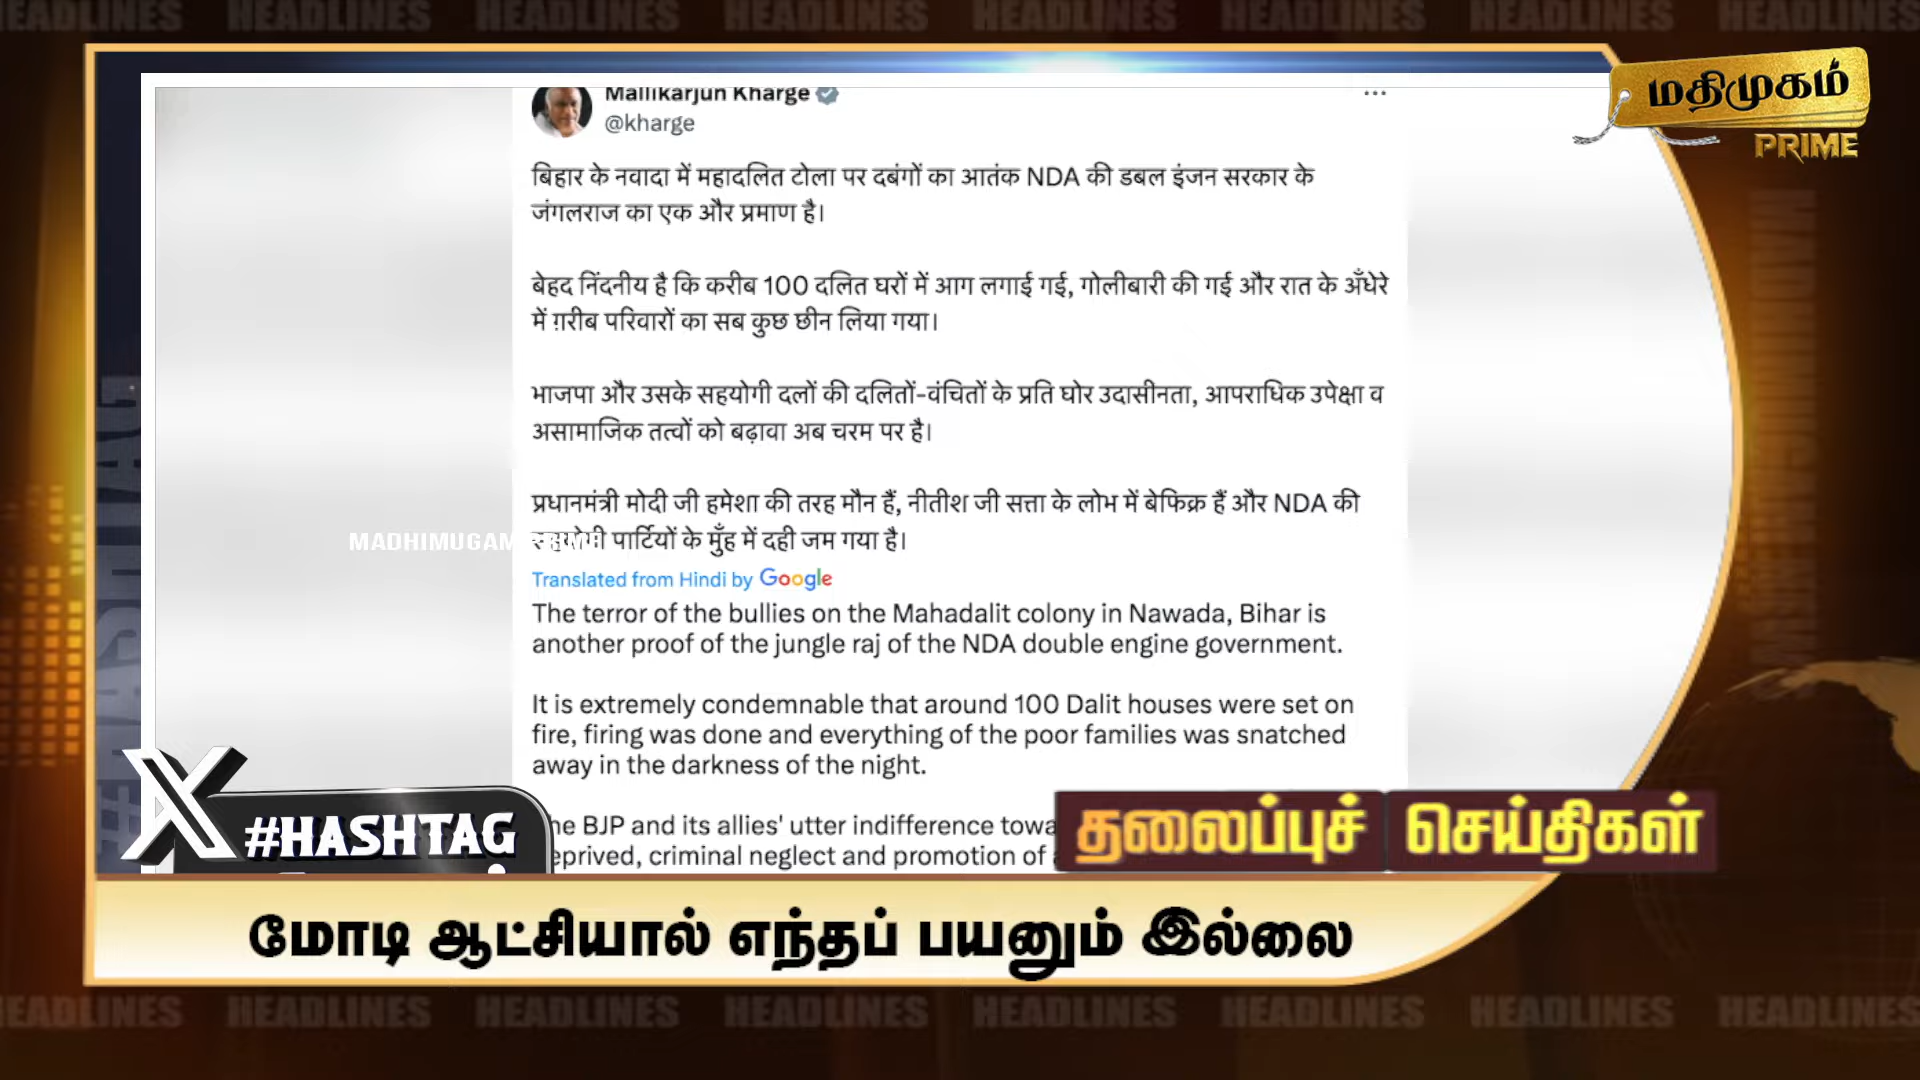 HEADLINES HEADLINES HEADLINES HEADLINES HEADLINES HEADLINES HEADLINES
மதிமுகம்
PRIME
Mallikarjun Kharge
@kharge
बिहार के नवादा में महादलित टोला पर दबंगों का आतंक NDA की डबल इंजन सरकार के
जंगलराज का एक और प्रमाण है।
बेहद निंदनीय है कि करीब 100 दलित घरों में आग लगाई गई, गोलीबारी की गई और रात के अँधेरे
में ग़रीब परिवारों का सब कुछ छीन लिया गया।
भाजपा और उसके सहयोगी दलों की दलितों-वंचितों के प्रति घोर उदासीनता, आपराधिक उपेक्षा व
असामाजिक तत्वों को बढ़ावा अब चरम पर है।
प्रधानमंत्री मोदी जी हमेशा की तरह मौन हैं, नीतीश जी सत्ता के लोभ में बेफिक्र हैं और NDA की
पार्टियों के मुँह में दही जम गया है।
MADHIMUGAM PRIME
Translated from Hindi by Google
The terror of the bullies on the Mahadalit colony in Nawada, Bihar is
another proof of the jungle raj of the NDA double engine government.
It is extremely condemnable that around 100 Dalit houses were set on
fire, firing was done and everything of the poor families was snatched
away in the darkness of the night.
BJP and its allies' utter indifference
criminal neglect and promotion of
X
#HASHTAG
தலைப்புச் செய்திகள்
மோடி ஆட்சியால் எந்தப் பயனும் இல்லை
HEADLINES HEADLINES HEADLINES HEADLINES HEADLINES HEADLINES HEADLINES